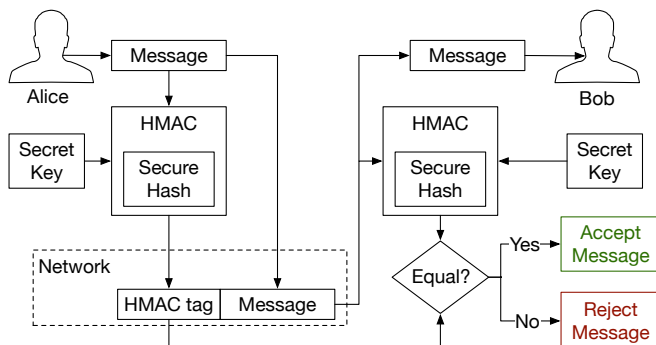 Message
Message
Alice
Bob
HMAC
HMAC
Secret
Key
Secure
Hash
Secure
Hash
Secret
Key
Network
Equal?
Yes
Accept
Message
HMAC tag
Message
No
Reject
Message